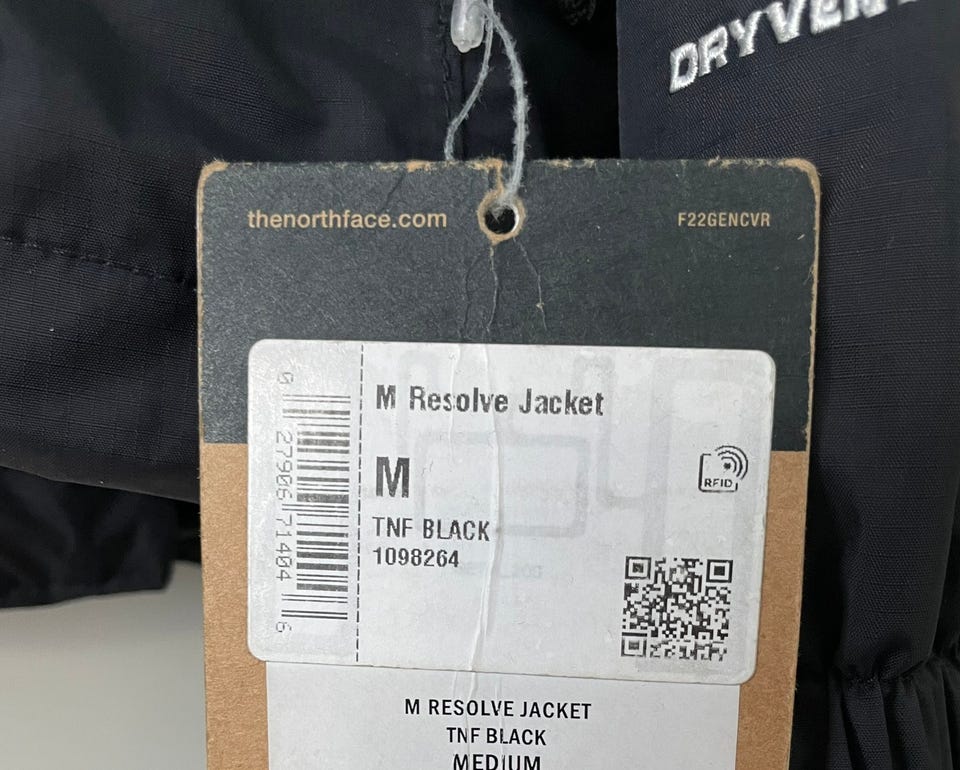 DRYVENT
thenorthface.com
F22GENCVR
M Resolve Jacket
M
RFID
TNF BLACK
1098264
0 27906 71404 6
M RESOLVE JACKET
TNF BLACK
MEDIUM